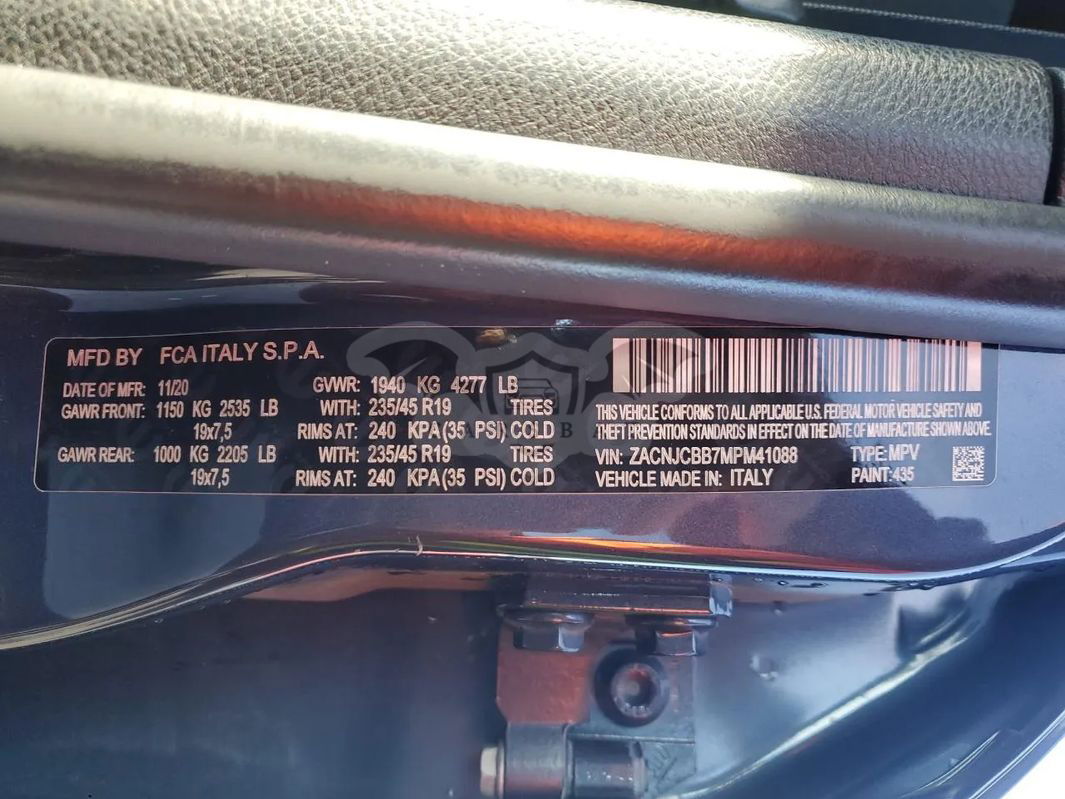 MFD BY FCA ITALY S.P.A.
DATE OF MFR: 11/20 GVWR: 1940 KG 4277 LB
GAWR FRONT: 1150 KG 2535 LB WITH: 235/45 R19 TIRES
19x7,5 RIMS AT: 240 KPA (35 PSI) COLD
GAWR REAR: 1000 KG 2205 LB WITH: 235/45 R19 TIRES
19x7,5 RIMS AT: 240 KPA (35 PSI) COLD
THIS VEHICLE CONFORMS TO ALL APPLICABLE U.S. FEDERAL MOTOR VEHICLE SAFETY AND
THEFT PREVENTION STANDARDS IN EFFECT ON THE DATE OF MANUFACTURE SHOWN ABOVE.
VIN: ZACNJCBB7MPM41088 TYPE: MPV
VEHICLE MADE IN: ITALY PAINT: 435